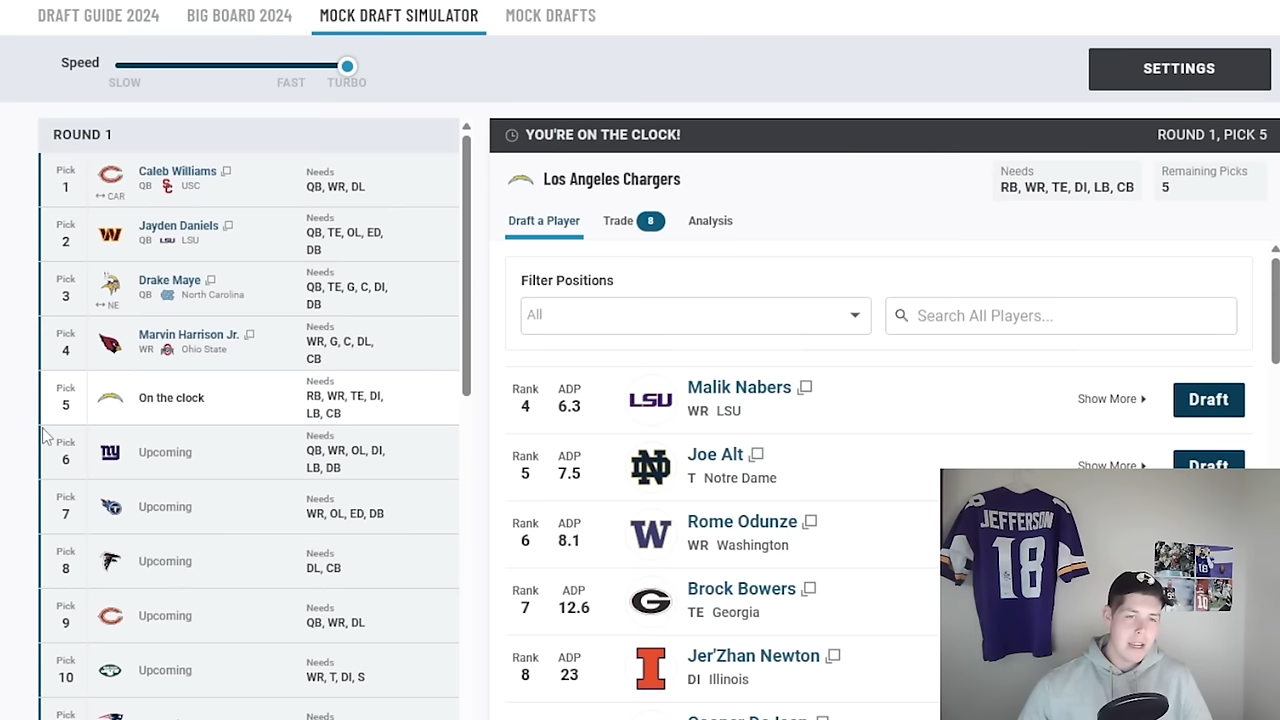 DRAFT GUIDE 2024 BIG BOARD 2024 MOCK DRAFT SIMULATOR MOCK DRAFTS
Speed
SLOW FAST TURBO
SETTINGS
ROUND 1
Pick 1
↔ CAR
Caleb Williams
QB SC USC
Needs
QB, WR, DL
Pick 2
W
Jayden Daniels
QB LSU LSU
Needs
QB, TE, OL, ED,
DB
Pick 3
↔ NE
Drake Maye
QB North Carolina
Needs
QB, TE, G, C, DI,
DB
Pick 4
Marvin Harrison Jr.
WR Ohio State
Needs
WR, G, C, DL,
CB
Pick 5
On the clock
Needs
RB, WR, TE, DI,
LB, CB
Pick 6
ny
Upcoming
Needs
QB, WR, OL, DI,
LB, DB
Pick 7
Upcoming
Needs
WR, OL, ED, DB
Pick 8
Upcoming
Needs
DL, CB
Pick 9
Upcoming
Needs
QB, WR, DL
Pick 10
Upcoming
Needs
WR, T, DI, S
Pick
Needs
YOU'RE ON THE CLOCK! ROUND 1, PICK 5
Los Angeles Chargers
Needs
RB, WR, TE, DI, LB, CB
Remaining Picks
5
Draft a Player Trade 8 Analysis
Filter Positions
All
Search All Players...
Rank 4 ADP 6.3
LSU
Malik Nabers
WR LSU
Show More
Draft
Rank 5 ADP 7.5
ND
Joe Alt
T Notre Dame
Show More
Draft
Rank 6 ADP 8.1
W
Rome Odunze
WR Washington
Rank 7 ADP 12.6
G
Brock Bowers
TE Georgia
Rank 8 ADP 23
I
Jer'Zhan Newton
DI Illinois
JEFFERSON
18